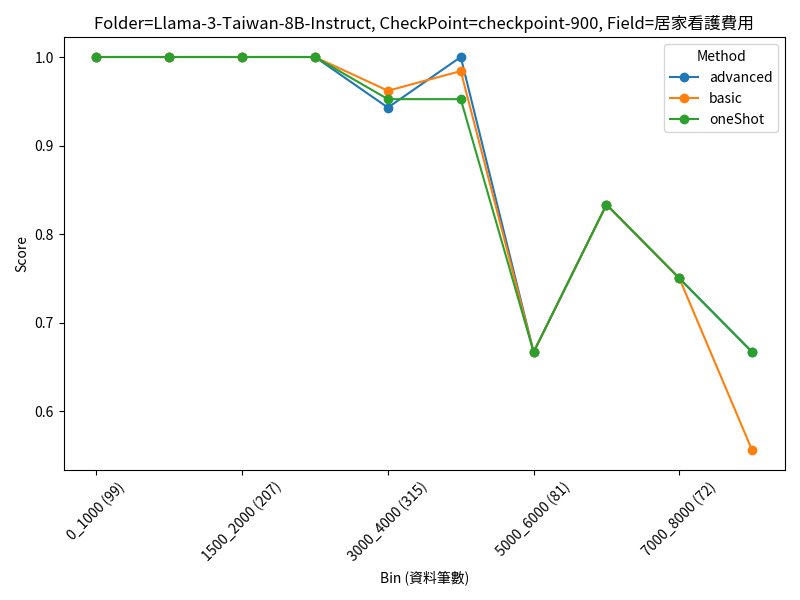 Folder=Llama-3-Taiwan-8B-Instruct, CheckPoint=checkpoint-900, Field=居家看護費用
Method
advanced
basic
oneShot
1.0
0.9
0.8
0.7
0.6
Score
0_1000 (99)
1500_2000 (207)
3000_4000 (315)
5000_6000 (81)
7000_8000 (72)
Bin (資料筆數)